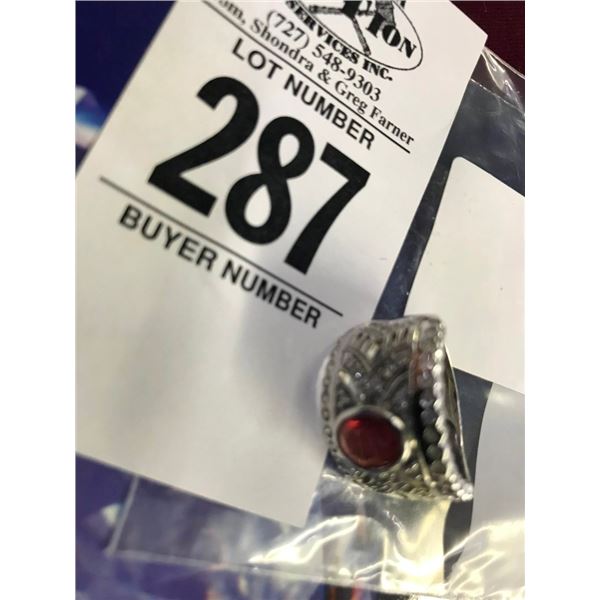 SERVICES INC.
(727) 548-9303
Shondra & Greg Farner
LOT NUMBER
287
BUYER NUMBER